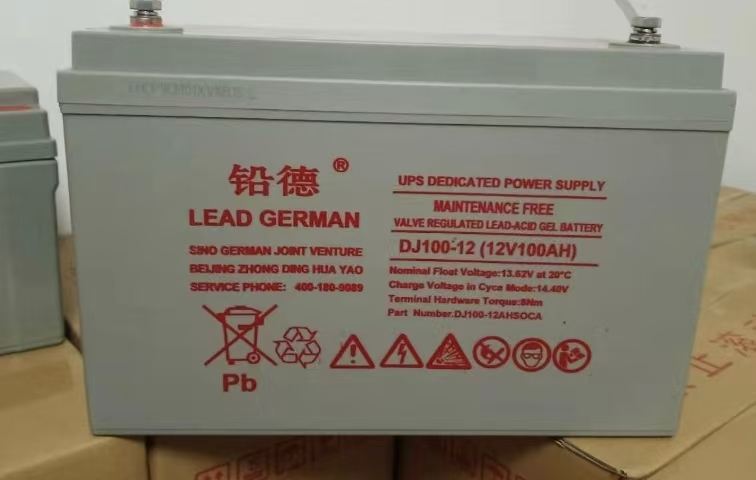 铅德®
LEAD GERMAN
SINO GERMAN JOINT VENTURE
BEIJING ZHONG DING HUA YAO
SERVICE PHONE: 400-180-9089
Pb
UPS DEDICATED POWER SUPPLY
MAINTENANCE FREE
VALVE REGULATED LEAD-ACID GEL BATTERY
DJ100-12 (12V100AH)
Nominal Float Voltage:13.62V at 20°C
Charge Voltage in Cyce Mode:14.40V
Terminal Hardware Torque:8Nm
Part Number.DJ100-12AHSOCA